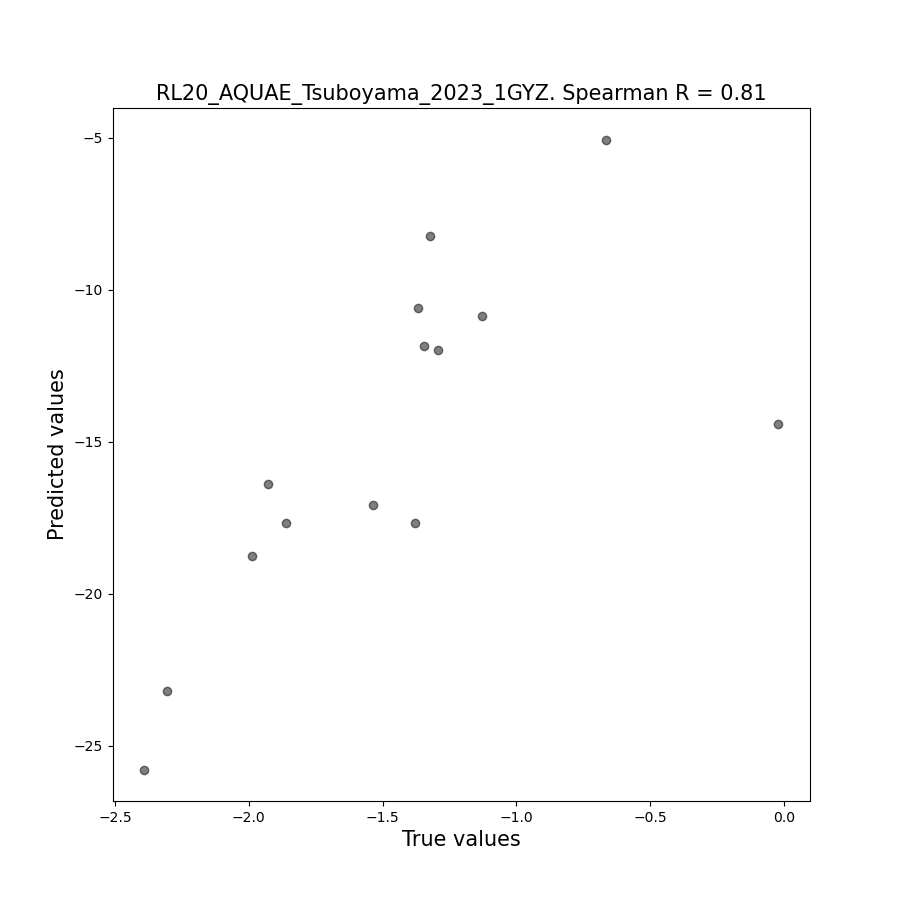 RL20_AQUAE_Tsuboyama_2023_1GYZ. Spearman R = 0.81
−5
−10
−15
−20
−25
Predicted values
−2.5 −2.0 −1.5 −1.0 −0.5 0.0
True values